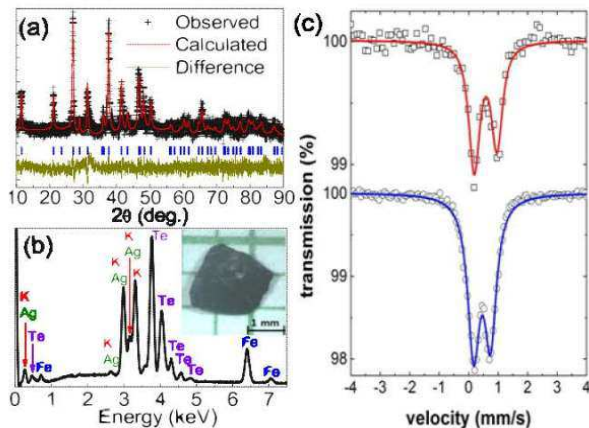 (a)
+ Observed
Calculated
Difference
10 20 30 40 50 60 70 80 90
2θ (deg.)
(b)
K
Ag
Te
Fe
K
Ag
K
Ag
K
Te
Te
Te
Te
Te
Fe
Fe
1 mm
0 1 2 3 4 5 6 7
Energy (keV)
(c)
100
99
100
99
98
transmission (%)
-4 -3 -2 -1 0 1 2 3 4
velocity (mm/s)